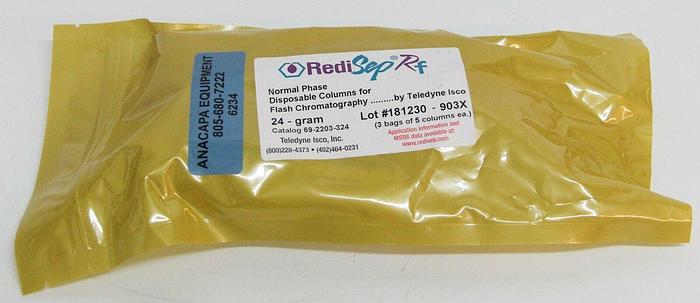 ANACAPA EQUIPMENT
805-680-7222
6234
RediSep® Rf
Normal Phase
Disposable Columns for
Flash Chromatography .........by Teledyne Isco
24 - gram
Lot #181230 - 903X
Catalog 69-2203-324
(3 bags of 5 columns ea.)
Teledyne Isco, Inc.
(800)228-4373 • (402)464-0231
Application information and
MSDS data available at:
www.redisep.com